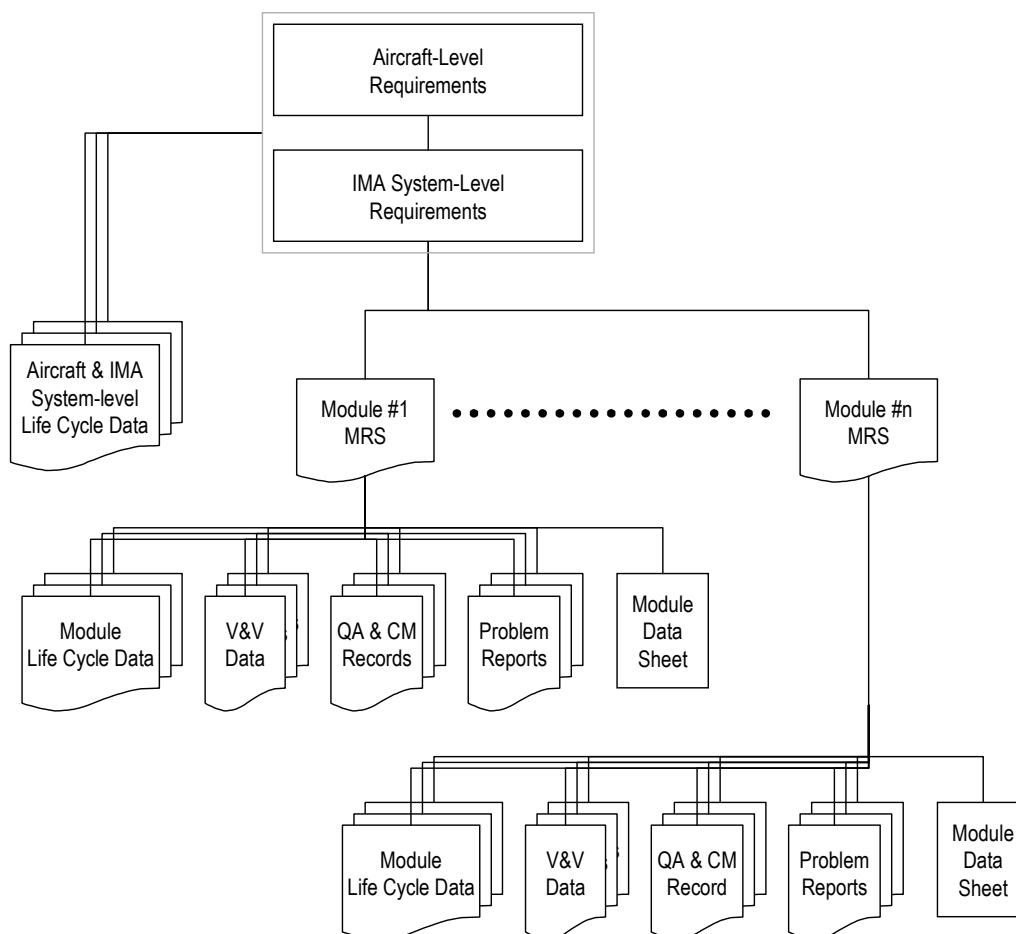 Aircraft-Level
Requirements
IMA System-Level
Requirements
Aircraft & IMA
System-level
Life Cycle Data
Module #1
MRS
Module #n
MRS
Module
Life Cycle Data
V&V
Data
QA & CM
Records
Problem
Reports
Module
Data
Sheet
Module
Life Cycle Data
V&V
Data
QA & CM
Record
Problem
Reports
Module
Data
Sheet